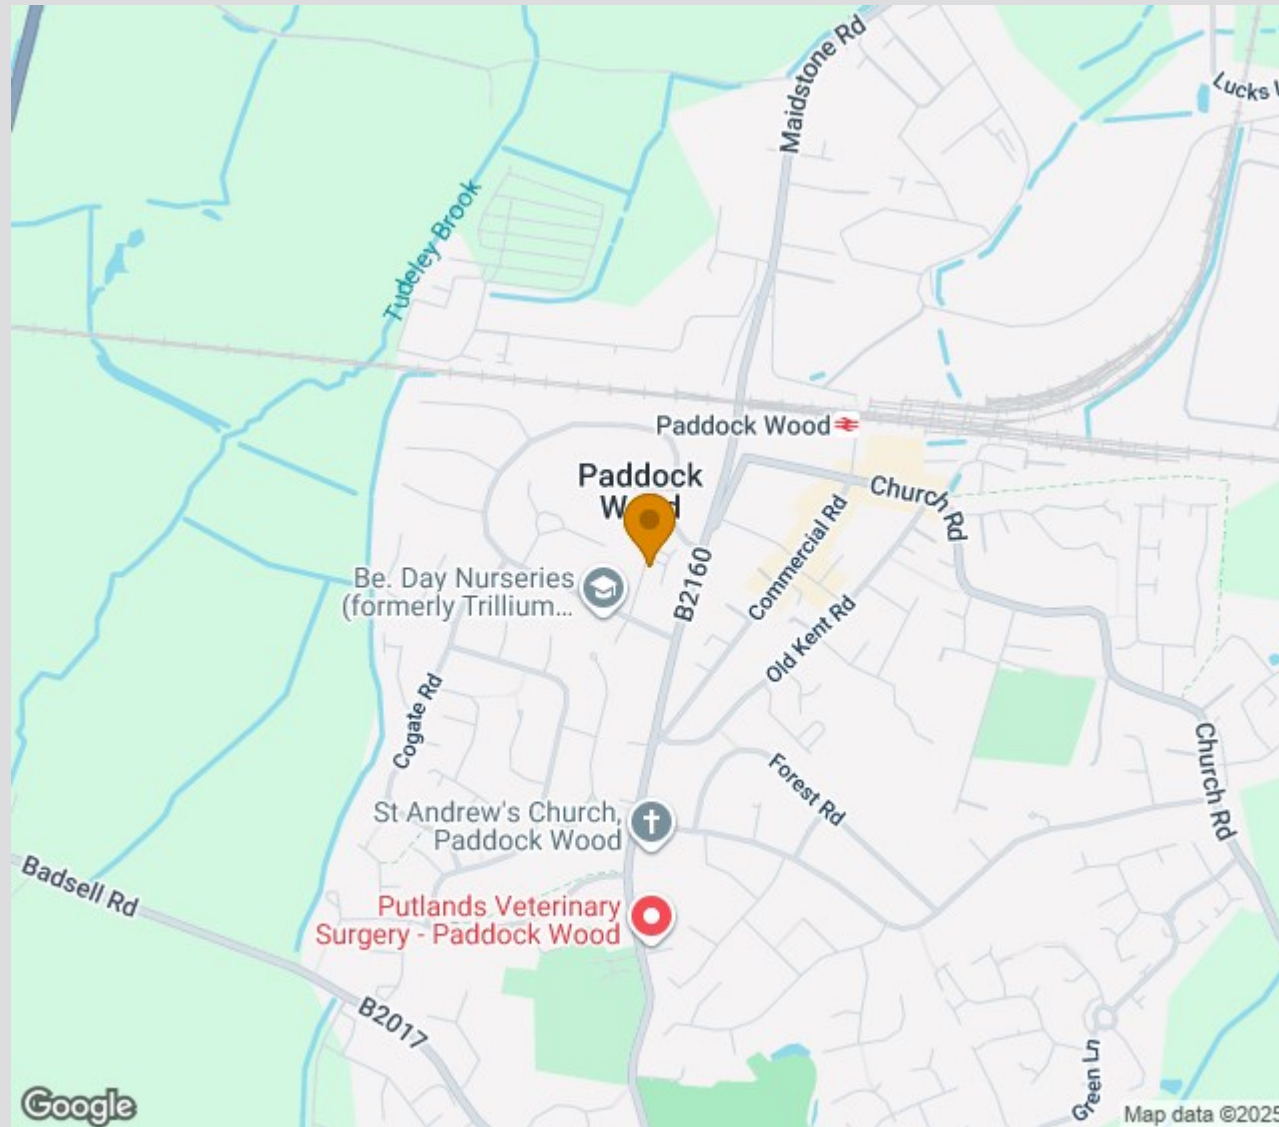 Maidstone Rd
Lucks
Tudeley Brook
Paddock Wood
Paddock
Church Rd
Commercial Rd
B2160
Be. Day Nurseries
(formerly Trillium...
Old Kent Rd
Cogate Rd
Church Rd
Forest Rd
St Andrew's Church,
Paddock Wood
Badsell Rd
Putlands Veterinary
Surgery - Paddock Wood
B2017
Green Ln
Google
Map data ©2025